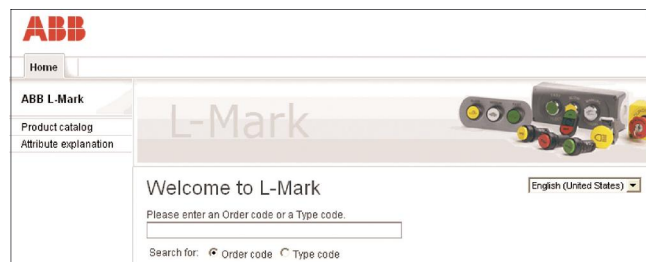 ABB
Home
ABB L-Mark
Product catalog
Attribute explanation
L-Mark
Welcome to L-Mark
English (United States)
Please enter an Order code or a Type code.
Search for: Order code Type code